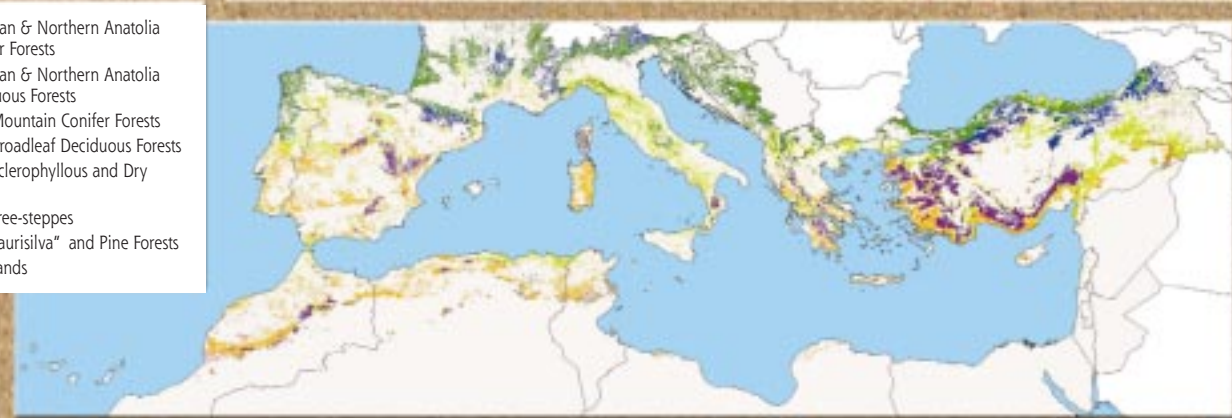 an & Northern Anatolia
r Forests
an & Northern Anatolia
uous Forests
Mountain Conifer Forests
roadleaf Deciduous Forests
clerophyllous and Dry
ree-steppes
aurisilva" and Pine Forests
ands